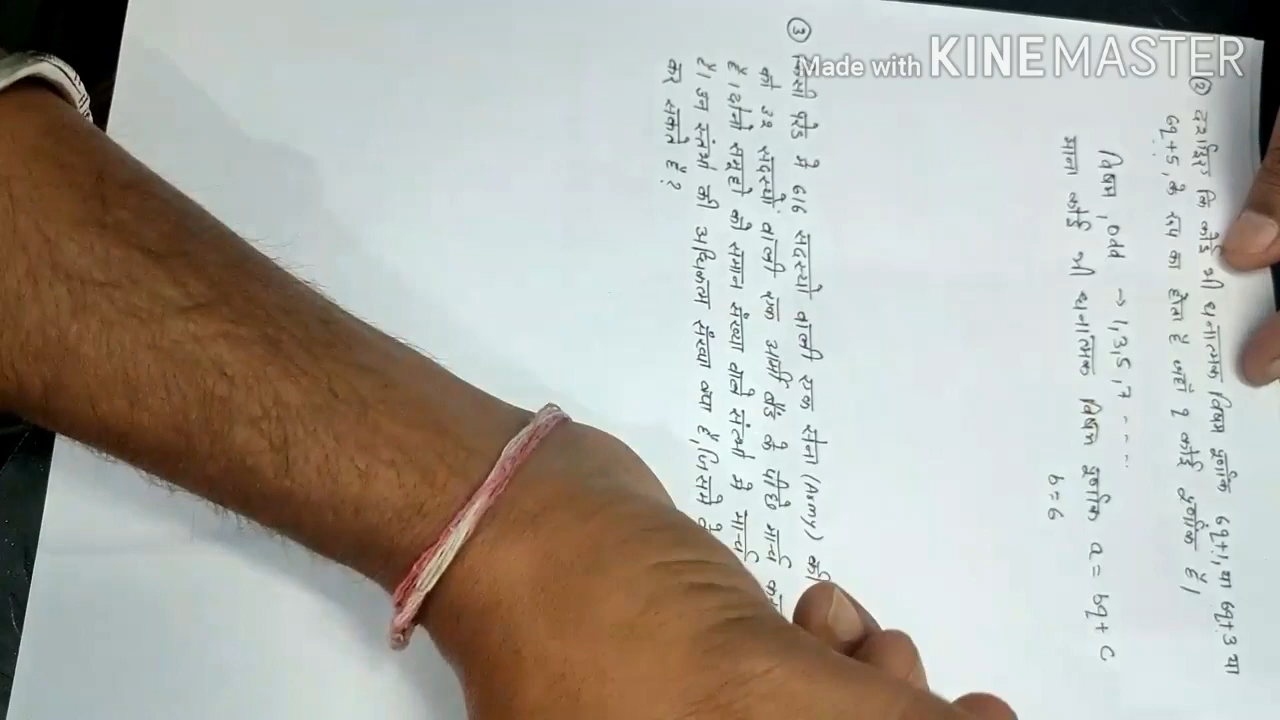 Made with KINEMASTER
② दर्शाइए कि कोई भी धनात्मक विषम पूर्णांक 6q+1, या 6q+3 या
6q+5, के रूप का होता है जहाँ q कोई पूर्णांक है।
विषम, odd → 1, 3, 5, 7 - - - -
माना कोई भी धनात्मक विषम पूर्णांक a = bq + c
b = 6
③ किसी परेड में 616 सदस्यों वाली एक सेना (Army) की
को 32 सदस्यों वाली एक आर्मी बैंड के पीछे मार्च
है। दोनों समूहों को समान संख्या वाले स्तंभों में मार्च
है। उन स्तंभों की अधिकतम संख्या क्या है, जिसमें
कर सकते हैं?